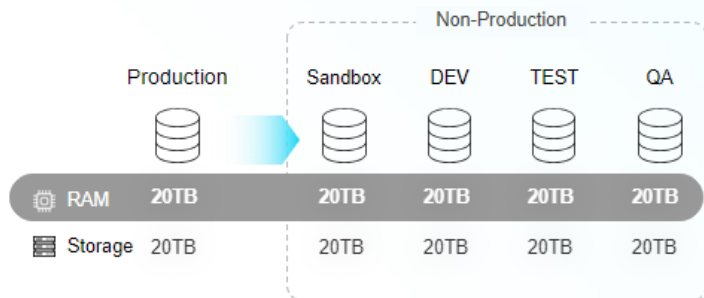 Non-Production
Production Sandbox DEV TEST QA
RAM 20TB 20TB 20TB 20TB 20TB
Storage 20TB 20TB 20TB 20TB 20TB